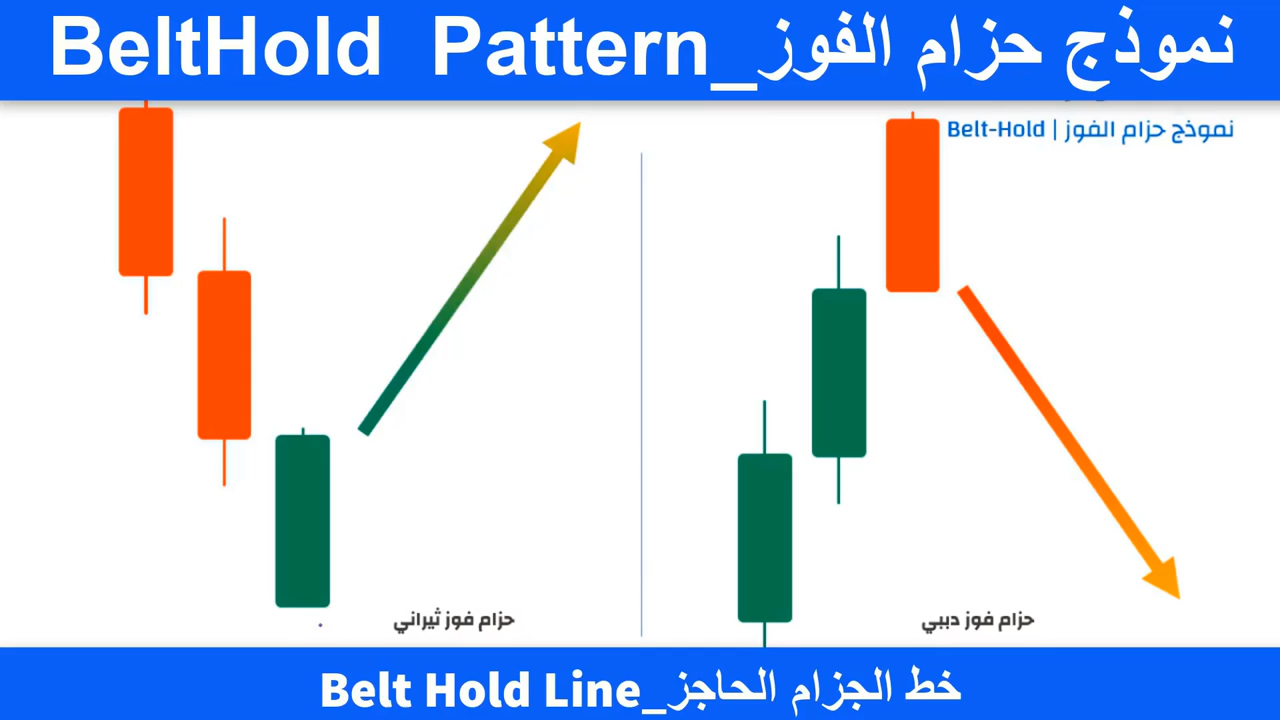 BeltHold Pattern_نموذج حزام الفوز
نموذج حزام الفوز | Belt-Hold
حزام فوز ثيراني
حزام فوز دببي
Belt Hold Line_خط الجزام الحاجز